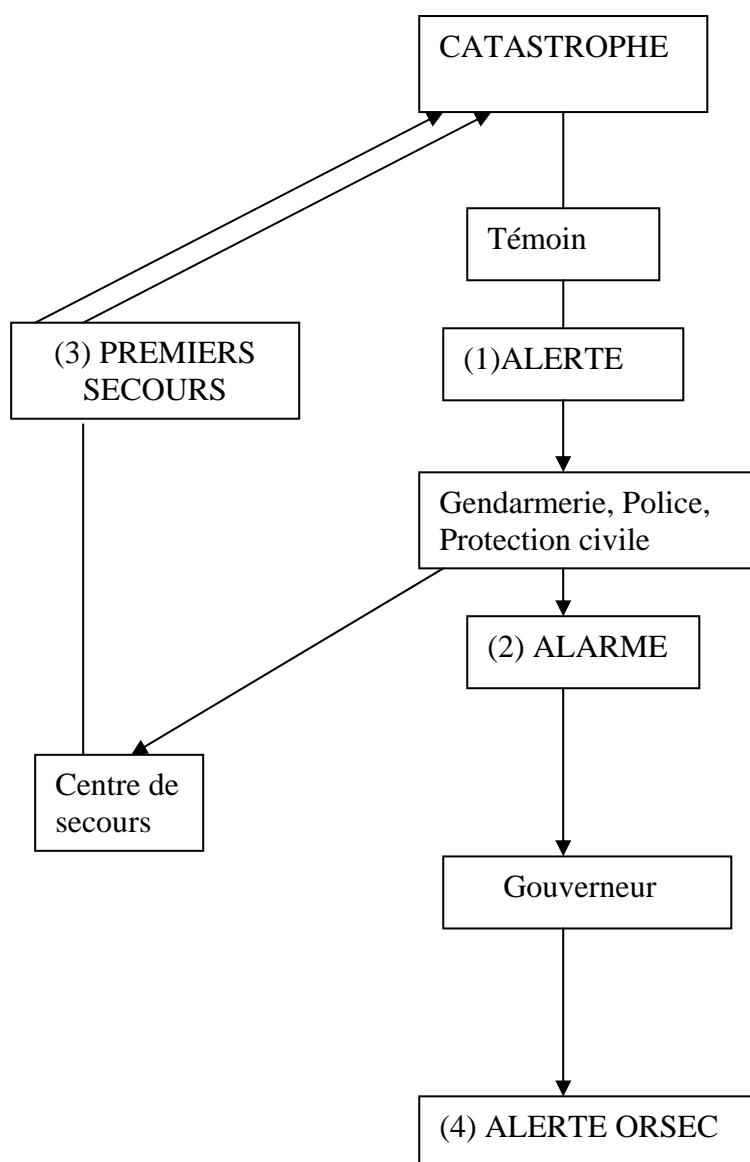 CATASTROPHE
Témoin
(3) PREMIERS
SECOURS
(1)ALERTE
Gendarmerie, Police,
Protection civile
(2) ALARME
Centre de
secours
Gouverneur
(4) ALERTE ORSEC